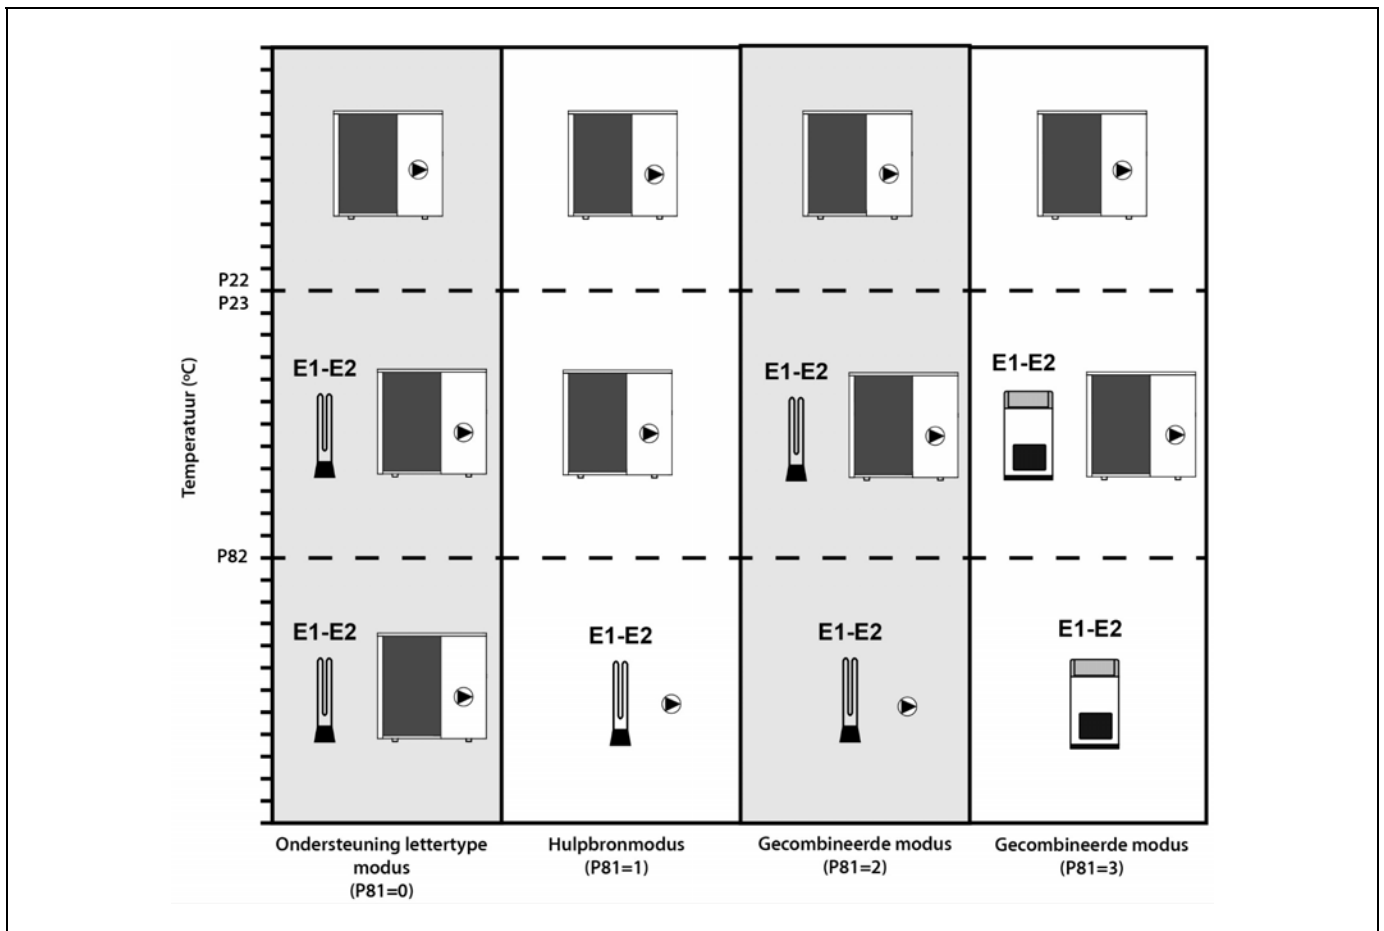 P22
P23
Temperatuur (ºC)
E1-E2
E1-E2
E1-E2
P82
E1-E2
E1-E2
E1-E2
E1-E2
Ondersteuning lettertype
modus
(P81=0)
Hulpbronmodus
(P81=1)
Gecombineerde modus
(P81=2)
Gecombineerde modus
(P81=3)